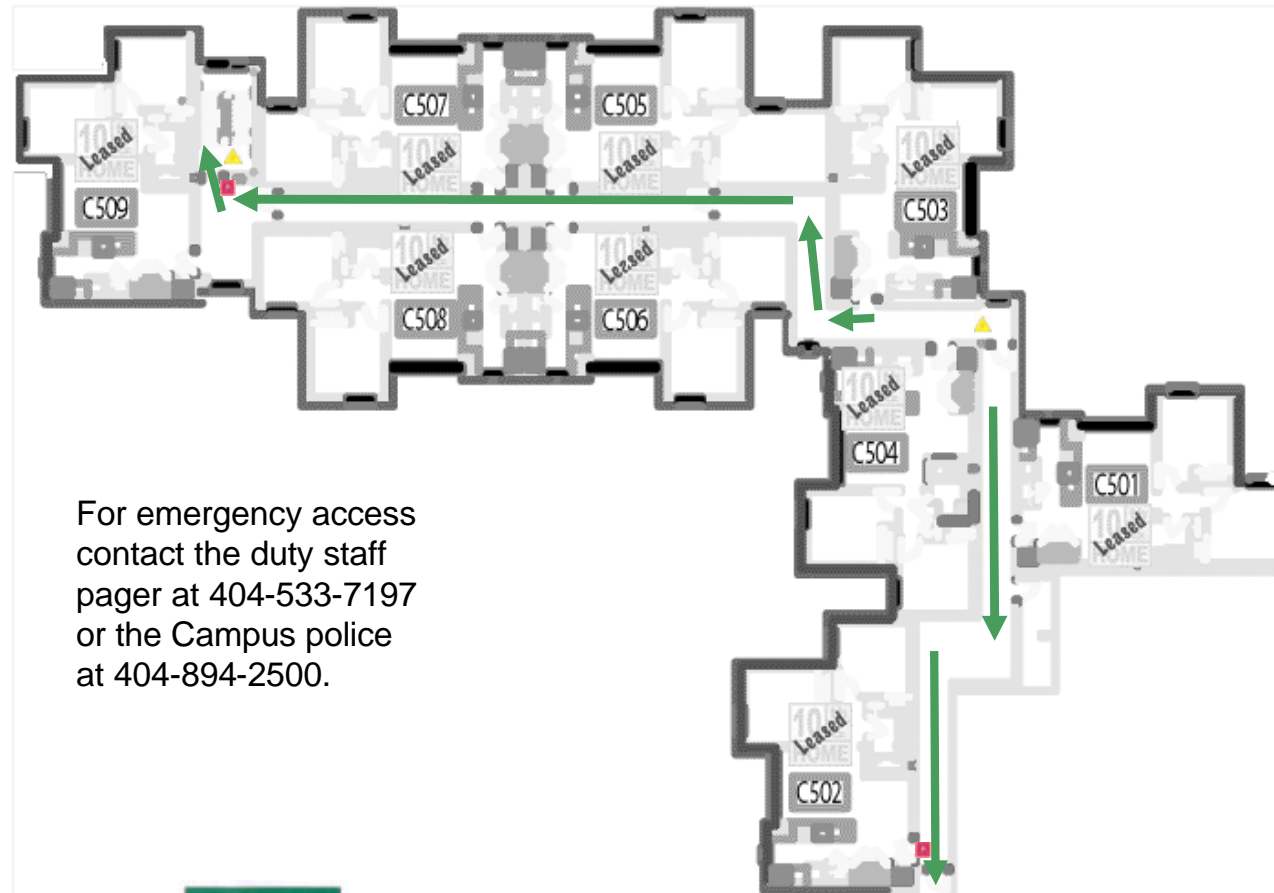 C507
C505
10
Leased
HOME
10
Leased
HOME
10
Leased
HOME
10
Leased
HOME
C509
C503
10
Leased
HOME
10
Leased
HOME
C508
C506
10
Leased
HOME
C504
C501
10
Leased
HOME
For emergency access
contact the duty staff
pager at 404-533-7197
or the Campus police
at 404-894-2500.
10
Leased
HOME
C502